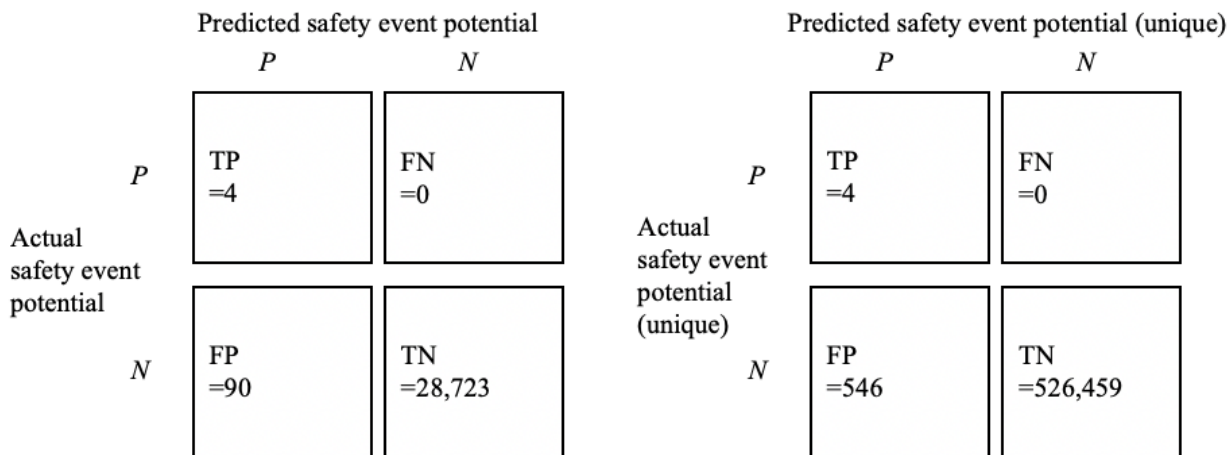 Predicted safety event potential
P N
Actual
safety event
potential
P
TP
=4
FN
=0
N
FP
=90
TN
=28,723
Predicted safety event potential (unique)
P N
Actual
safety event
potential
(unique)
P
TP
=4
FN
=0
N
FP
=546
TN
=526,459